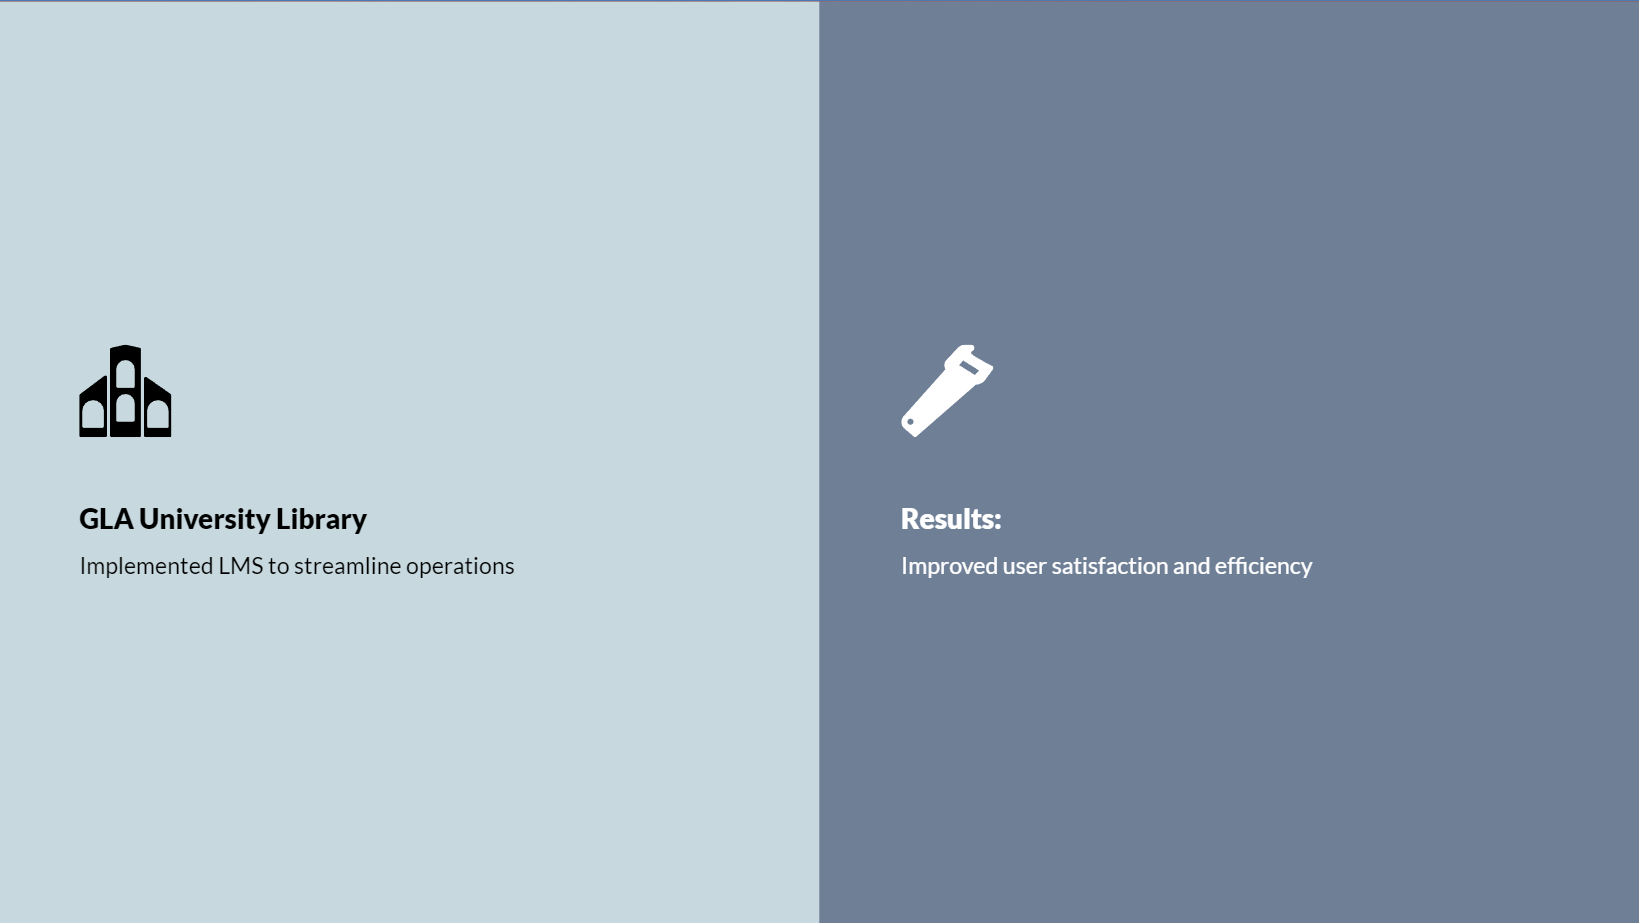 GLA University Library
Implemented LMS to streamline operations
Results:
Improved user satisfaction and efficiency